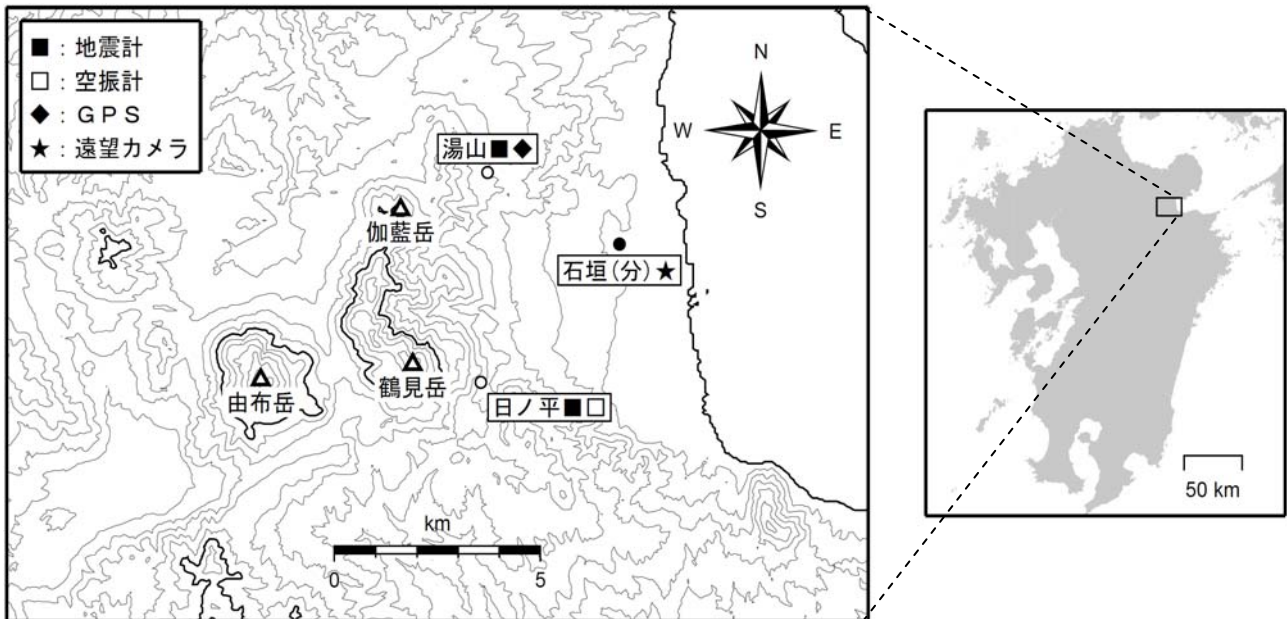 ■：地震計
□：空振計
◆：ＧＰＳ
★：遠望カメラ
N
W
E
S
湯山■◆
伽藍岳
石垣(分)★
由布岳
鶴見岳
日ノ平■□
km
0
5
50 km